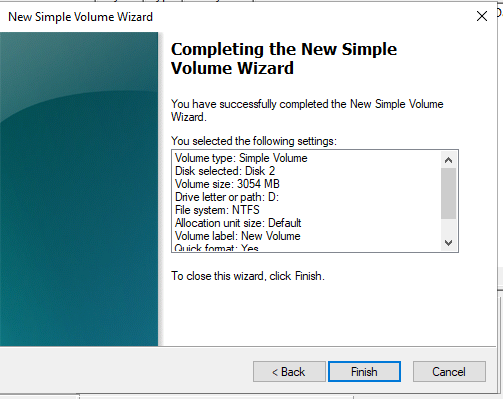 New Simple Volume Wizard
Completing the New Simple
Volume Wizard
You have successfully completed the New Simple Volume
Wizard.
You selected the following settings:
Volume type: Simple Volume
Disk selected: Disk 2
Volume size: 3054 MB
Drive letter or path: D:
File system: NTFS
Allocation unit size: Default
Volume label: New Volume
Quick format: Yes
To close this wizard, click Finish.
< Back
Finish
Cancel